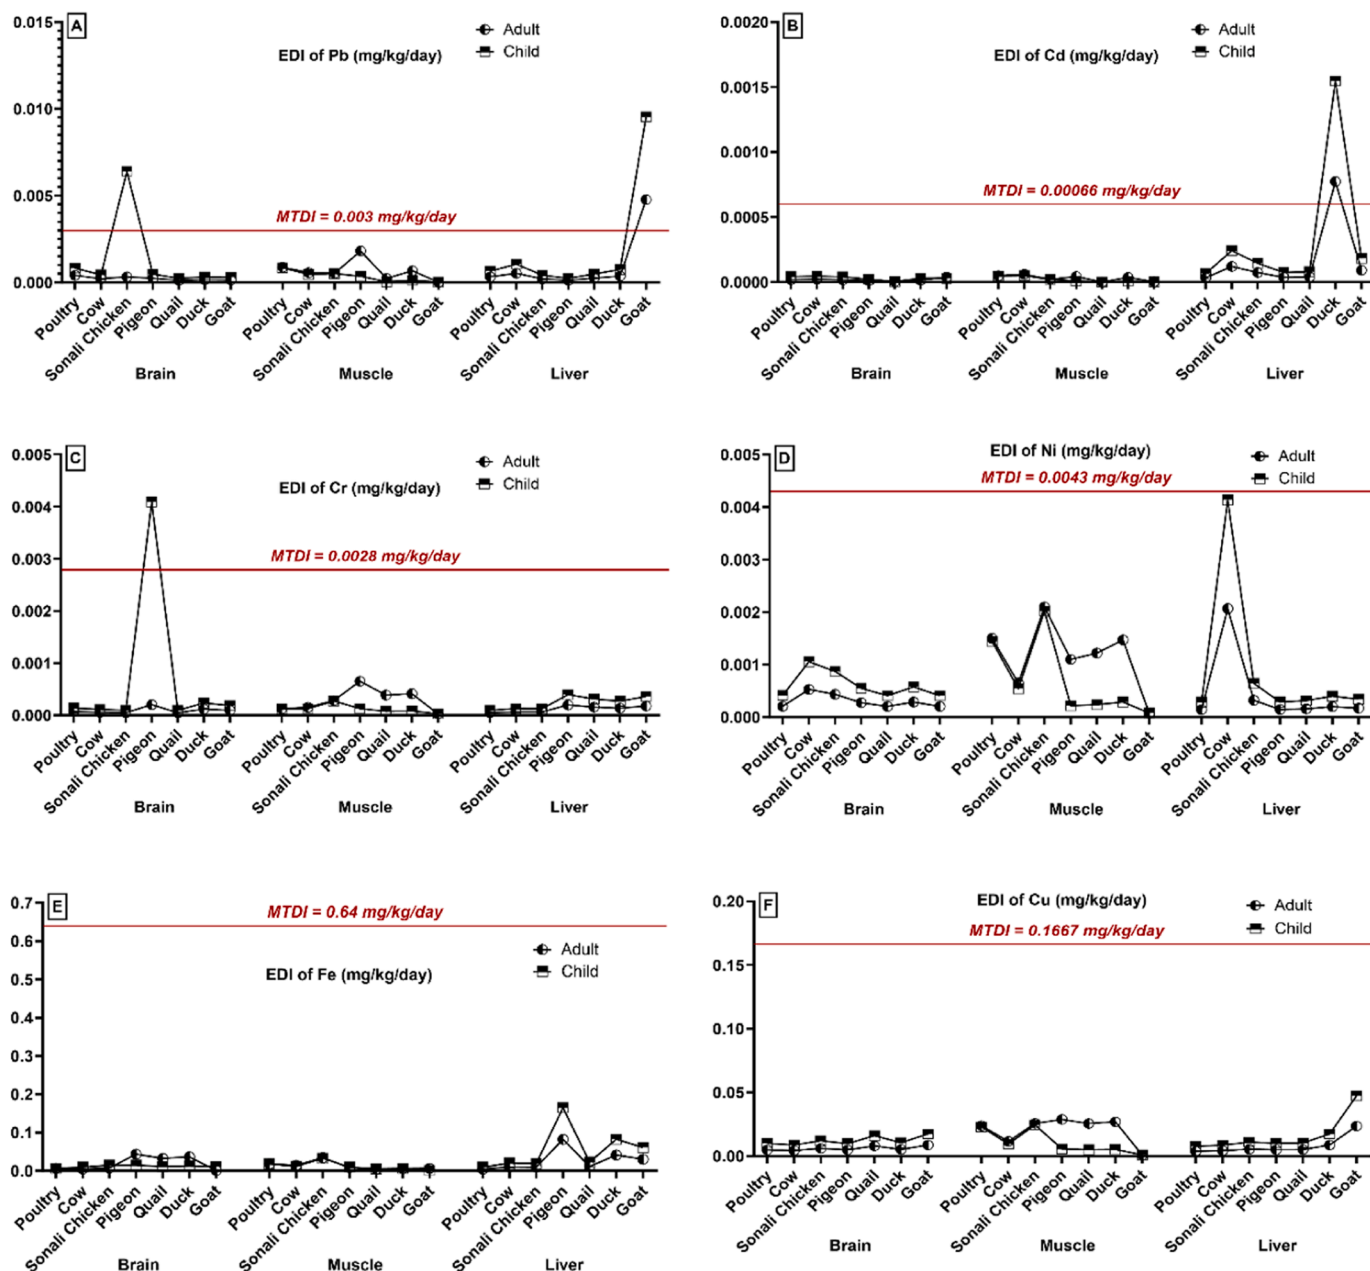 A
EDI of Pb (mg/kg/day)
Adult
Child
0.015
0.010
0.005
0.000
MTDI = 0.003 mg/kg/day
Poultry
Cow
Sonali Chicken
Pigeon
Quail
Duck
Goat
Poultry
Cow
Sonali Chicken
Pigeon
Quail
Duck
Goat
Poultry
Cow
Sonali Chicken
Pigeon
Quail
Duck
Goat
Brain
Muscle
Liver
B
EDI of Cd (mg/kg/day)
Adult
Child
0.0020
0.0015
0.0010
0.0005
0.0000
MTDI = 0.00066 mg/kg/day
Poultry
Cow
Sonali Chicken
Pigeon
Quail
Duck
Goat
Poultry
Cow
Sonali Chicken
Pigeon
Quail
Duck
Goat
Poultry
Cow
Sonali Chicken
Pigeon
Quail
Duck
Goat
Brain
Muscle
Liver
C
EDI of Cr (mg/kg/day)
Adult
Child
0.005
0.004
0.003
0.002
0.001
0.000
MTDI = 0.0028 mg/kg/day
Poultry
Cow
Sonali Chicken
Pigeon
Quail
Duck
Goat
Poultry
Cow
Sonali Chicken
Pigeon
Quail
Duck
Goat
Poultry
Cow
Sonali Chicken
Pigeon
Quail
Duck
Goat
Brain
Muscle
Liver
D
EDI of Ni (mg/kg/day)
Adult
Child
0.005
0.004
0.003
0.002
0.001
0.000
MTDI = 0.0043 mg/kg/day
Poultry
Cow
Sonali Chicken
Pigeon
Quail
Duck
Goat
Poultry
Cow
Sonali Chicken
Pigeon
Quail
Duck
Goat
Poultry
Cow
Sonali Chicken
Pigeon
Quail
Duck
Goat
Brain
Muscle
Liver
E
MTDI = 0.64 mg/kg/day
Adult
Child
EDI of Fe (mg/kg/day)
0.7
0.6
0.5
0.4
0.3
0.2
0.1
0.0
Poultry
Cow
Sonali Chicken
Pigeon
Quail
Duck
Goat
Poultry
Cow
Sonali Chicken
Pigeon
Quail
Duck
Goat
Poultry
Cow
Sonali Chicken
Pigeon
Quail
Duck
Goat
Brain
Muscle
Liver
F
EDI of Cu (mg/kg/day)
Adult
Child
MTDI = 0.1667 mg/kg/day
0.20
0.15
0.10
0.05
0.00
Poultry
Cow
Sonali Chicken
Pigeon
Quail
Duck
Goat
Poultry
Cow
Sonali Chicken
Pigeon
Quail
Duck
Goat
Poultry
Cow
Sonali Chicken
Pigeon
Quail
Duck
Goat
Brain
Muscle
Liver